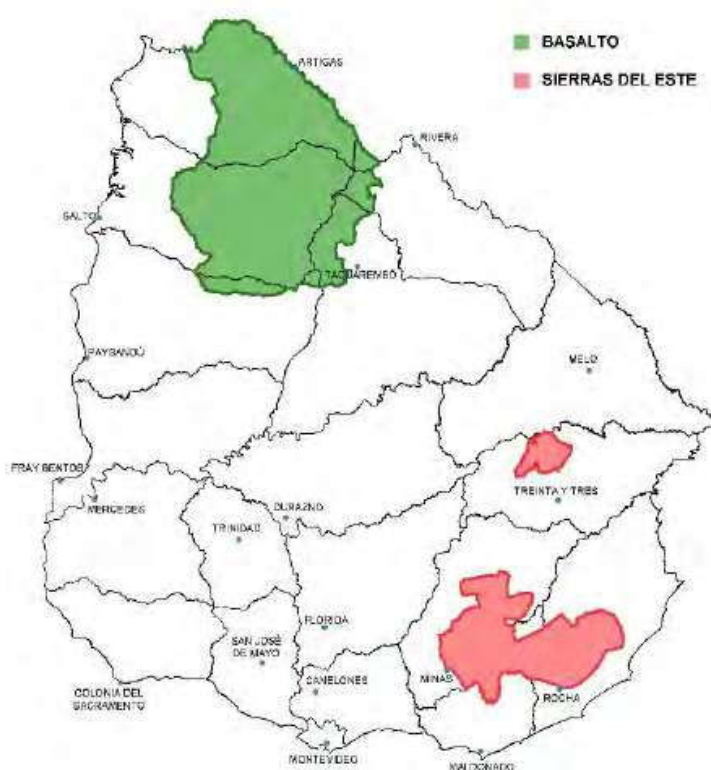 BASALTO
SIERRAS DEL ESTE
ARTIGAS
RIVERA
SALTO
TACUAREMBÓ
PAYSANDÚ
MELO
FRAY BENTOS
MERCEDES
TREINTA Y TRES
DURAZNO
TRINIDAD
FLORIDA
SAN JOSÉ
DE MAYO
CANELONES
MINAS
ROCHA
COLONIA DEL
SACRAMENTO
MONTEVIDEO
MALDONADO